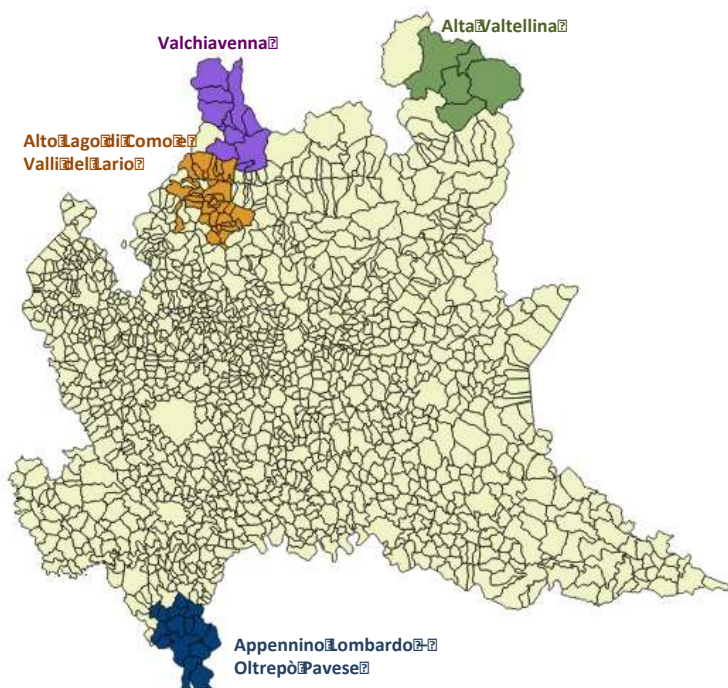 Alta Valtellina
Valchiavenna
Alto Lago di Como e
Valli del Lario
Appennino Lombardo -
Oltrepò Pavese